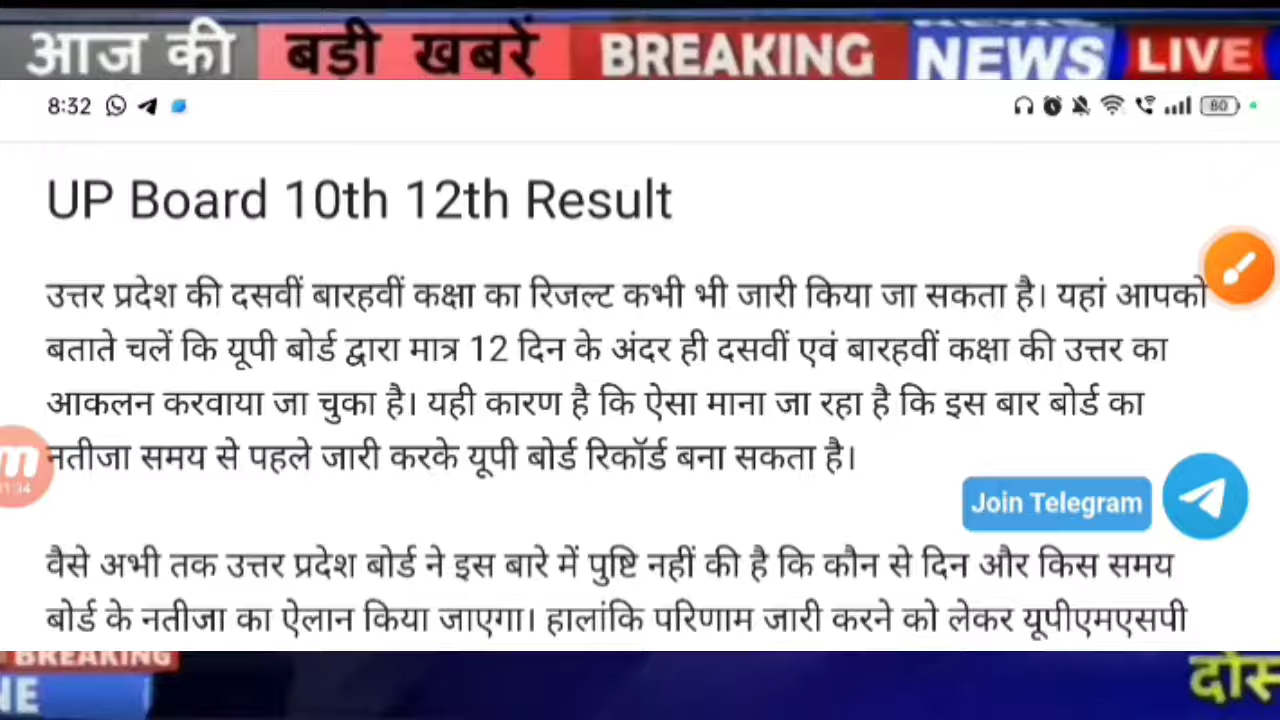 आज की बडी खबरें BREAKING NEWS LIVE
8:32 80
UP Board 10th 12th Result
उत्तर प्रदेश की दसवीं बारहवीं कक्षा का रिजल्ट कभी भी जारी किया जा सकता है। यहां आपको
बताते चलें कि यूपी बोर्ड द्वारा मात्र 12 दिन के अंदर ही दसवीं एवं बारहवीं कक्षा की उत्तर का
आकलन करवाया जा चुका है। यही कारण है कि ऐसा माना जा रहा है कि इस बार बोर्ड का
नतीजा समय से पहले जारी करके यूपी बोर्ड रिकॉर्ड बना सकता है।
Join Telegram
वैसे अभी तक उत्तर प्रदेश बोर्ड ने इस बारे में पुष्टि नहीं की है कि कौन से दिन और किस समय
बोर्ड के नतीजा का ऐलान किया जाएगा। हालांकि परिणाम जारी करने को लेकर यूपीएमएसपी
BREAKING